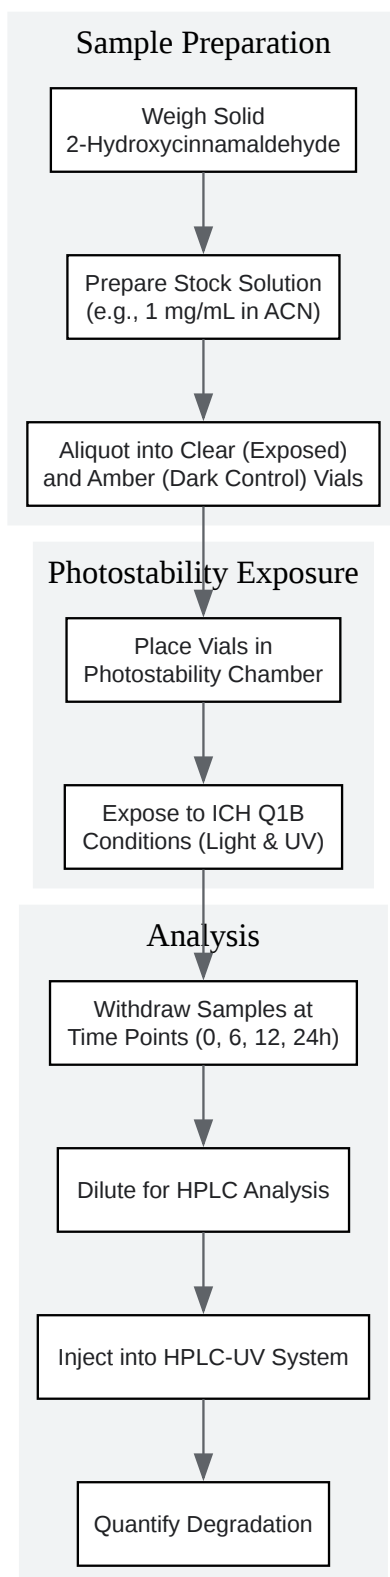 Sample Preparation
Weigh Solid
2-Hydroxycinnamaldehyde
Prepare Stock Solution
(e.g., 1 mg/mL in ACN)
Aliquot into Clear (Exposed)
and Amber (Dark Control) Vials
Photostability Exposure
Place Vials in
Photostability Chamber
Expose to ICH Q1B
Conditions (Light & UV)
Analysis
Withdraw Samples at
Time Points (0, 6, 12, 24h)
Dilute for HPLC Analysis
Inject into HPLC-UV System
Quantify Degradation